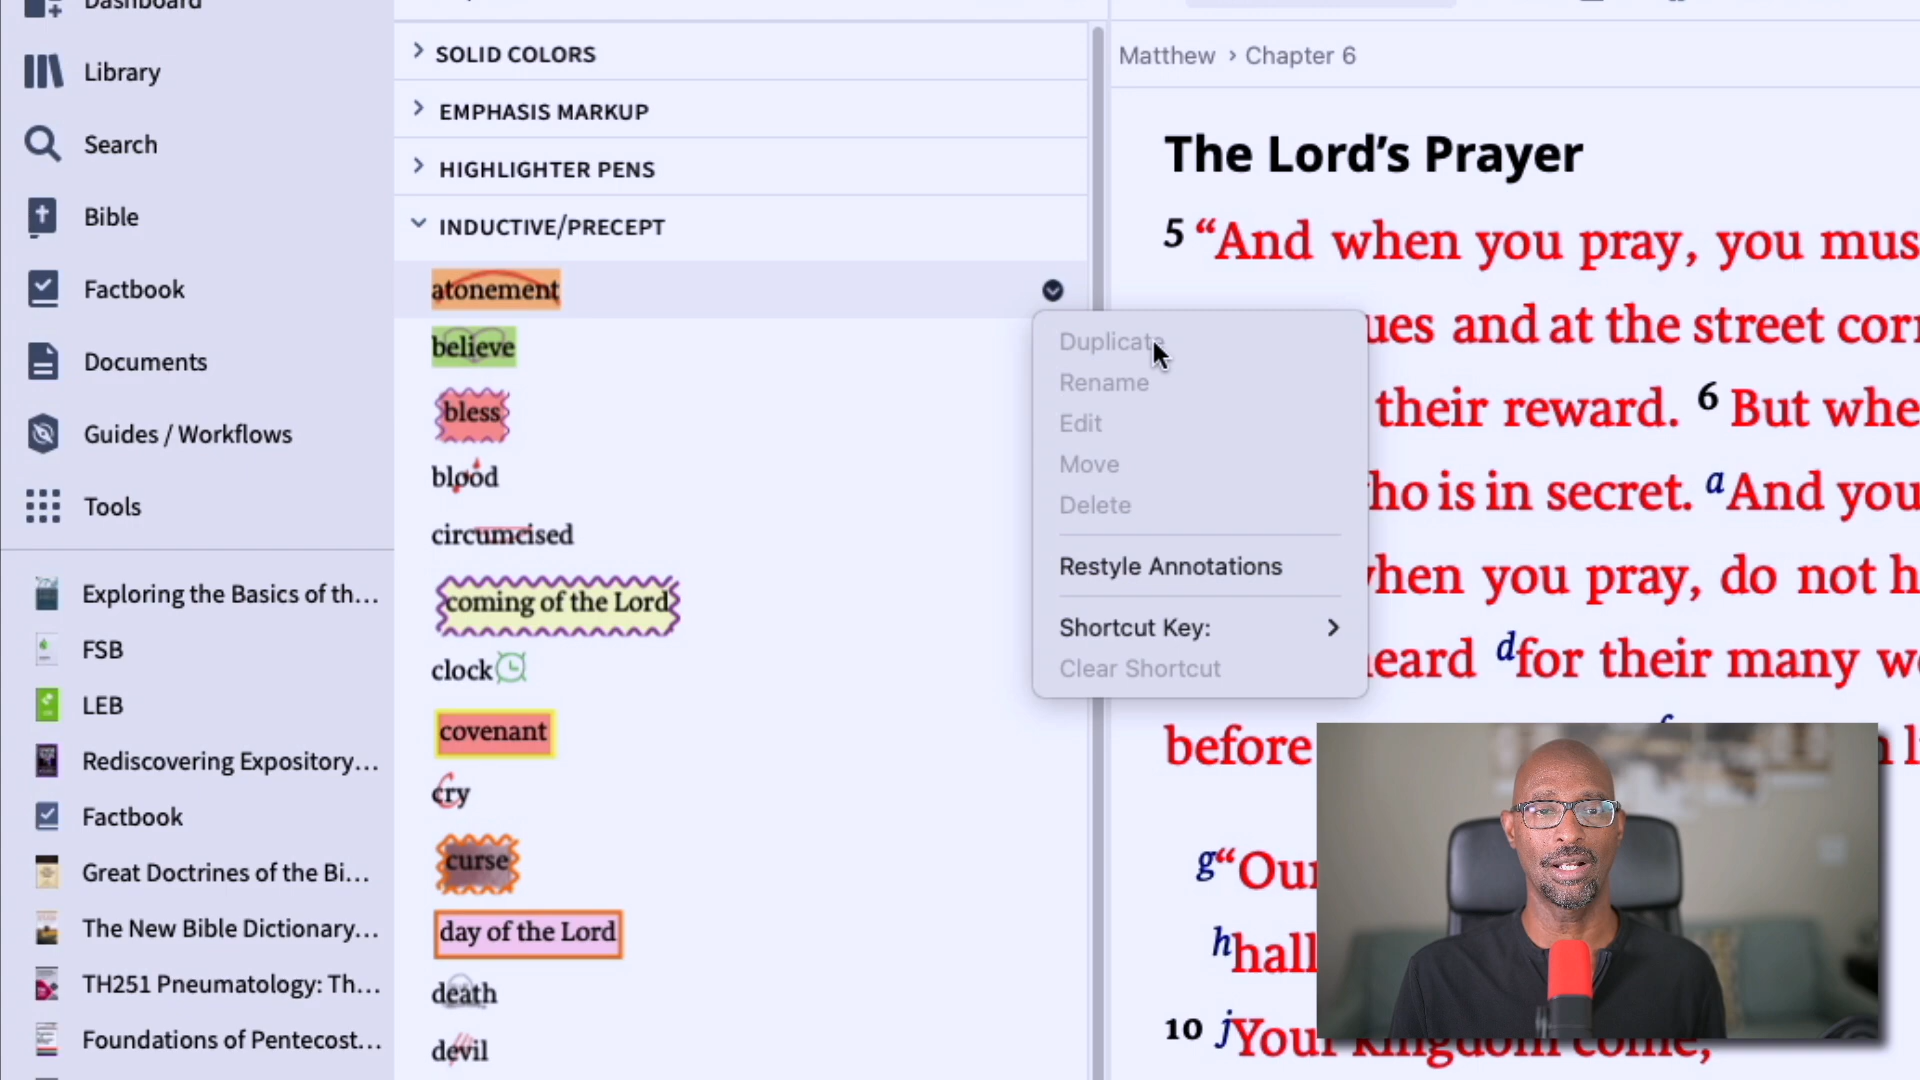 Dashboard
Library
Search
Bible
Factbook
Documents
Guides / Workflows
Tools
Exploring the Basics of th...
FSB
LEB
Rediscovering Expository...
Factbook
Great Doctrines of the Bi...
The New Bible Dictionary...
TH251 Pneumatology: Th...
Foundations of Pentecost...
SOLID COLORS
EMPHASIS MARKUP
HIGHLIGHTER PENS
INDUCTIVE/PRECEPT
atonement
believe
bless
blood
circumcised
coming of the Lord
clock
covenant
cry
curse
day of the Lord
death
devil
Duplicate
Rename
Edit
Move
Delete
Restyle Annotations
Shortcut Key:
Clear Shortcut
Matthew › Chapter 6
The Lord’s Prayer
5 “And when you pray, you mus
ues and at the street corn
their reward. 6 But whe
ho is in secret. a And you
hen you pray, do not h
eard d for their many w
before
g “Our
h hall
10 j Your kingdom come,